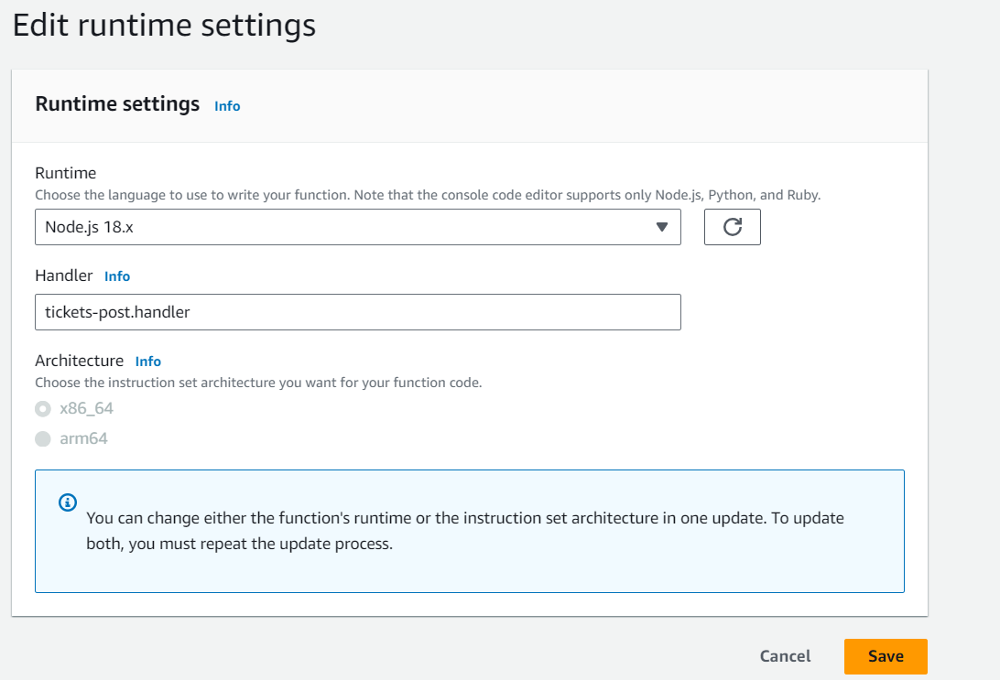 Edit runtime settings
Runtime settings Info
Runtime
Choose the language to use to write your function. Note that the console code editor supports only Node.js, Python, and Ruby.
Node.js 18.x
Handler Info
tickets-post.handler
Architecture Info
Choose the instruction set architecture you want for your function code.
x86_64
arm64
You can change either the function's runtime or the instruction set architecture in one update. To update
both, you must repeat the update process.
Cancel Save